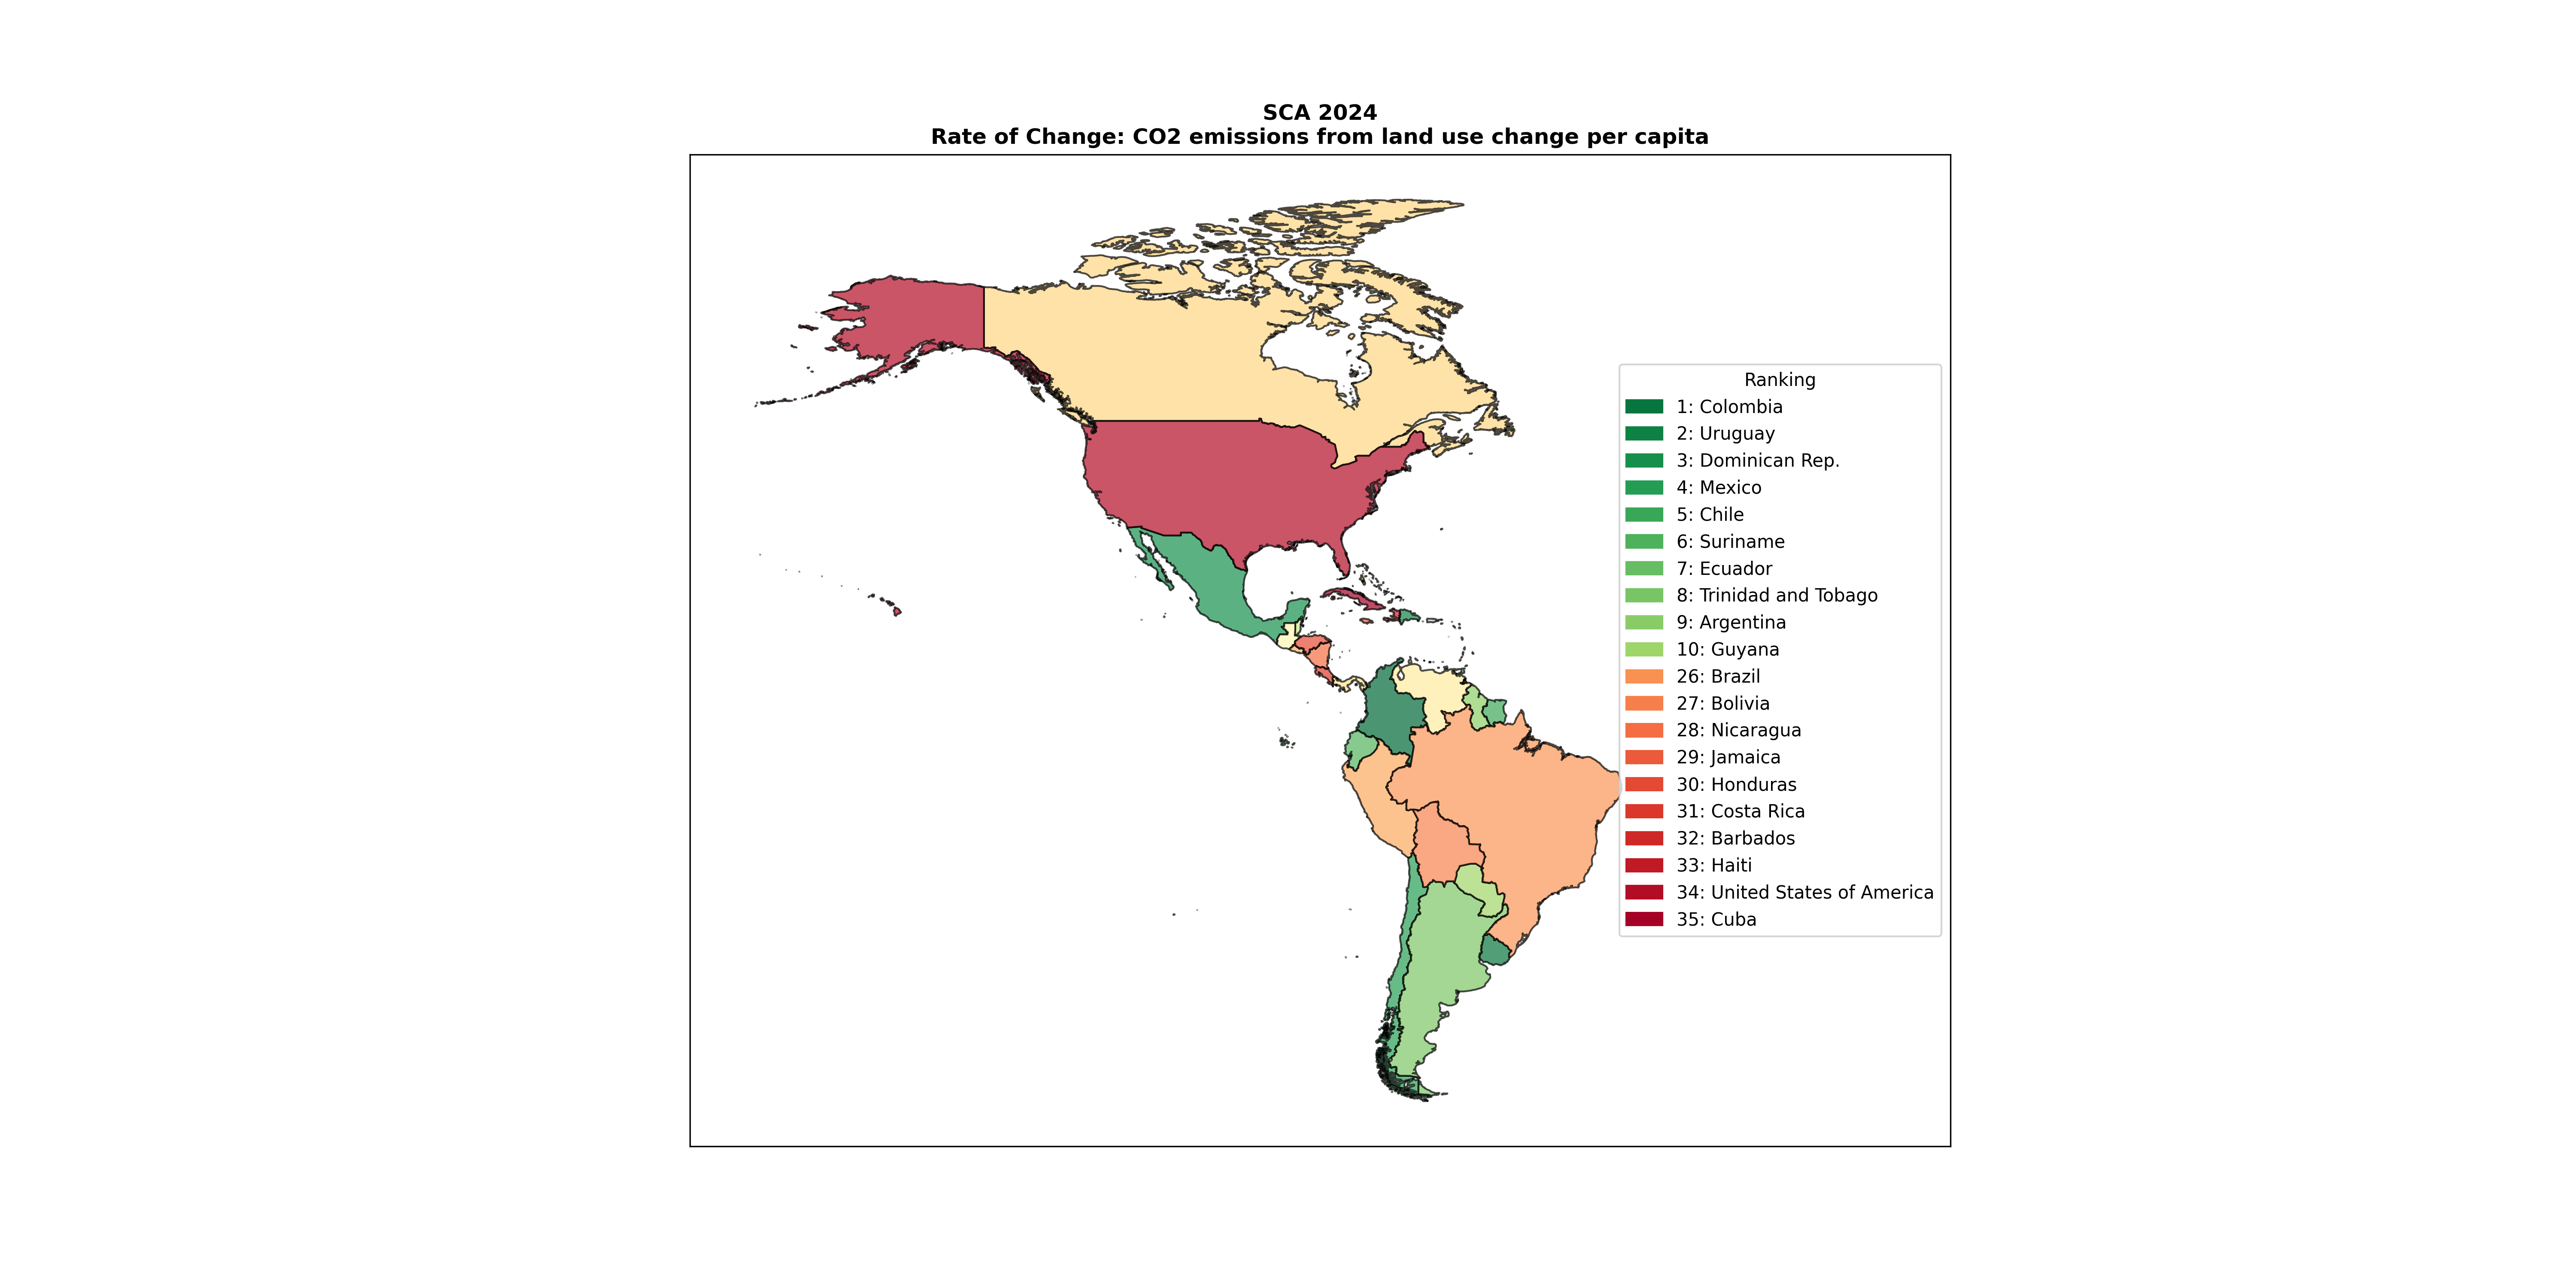 SCA 2024
Rate of Change: CO2 emissions from land use change per capita
Ranking
1: Colombia
2: Uruguay
3: Dominican Rep.
4: Mexico
5: Chile
6: Suriname
7: Ecuador
8: Trinidad and Tobago
9: Argentina
10: Guyana
26: Brazil
27: Bolivia
28: Nicaragua
29: Jamaica
30: Honduras
31: Costa Rica
32: Barbados
33: Haiti
34: United States of America
35: Cuba